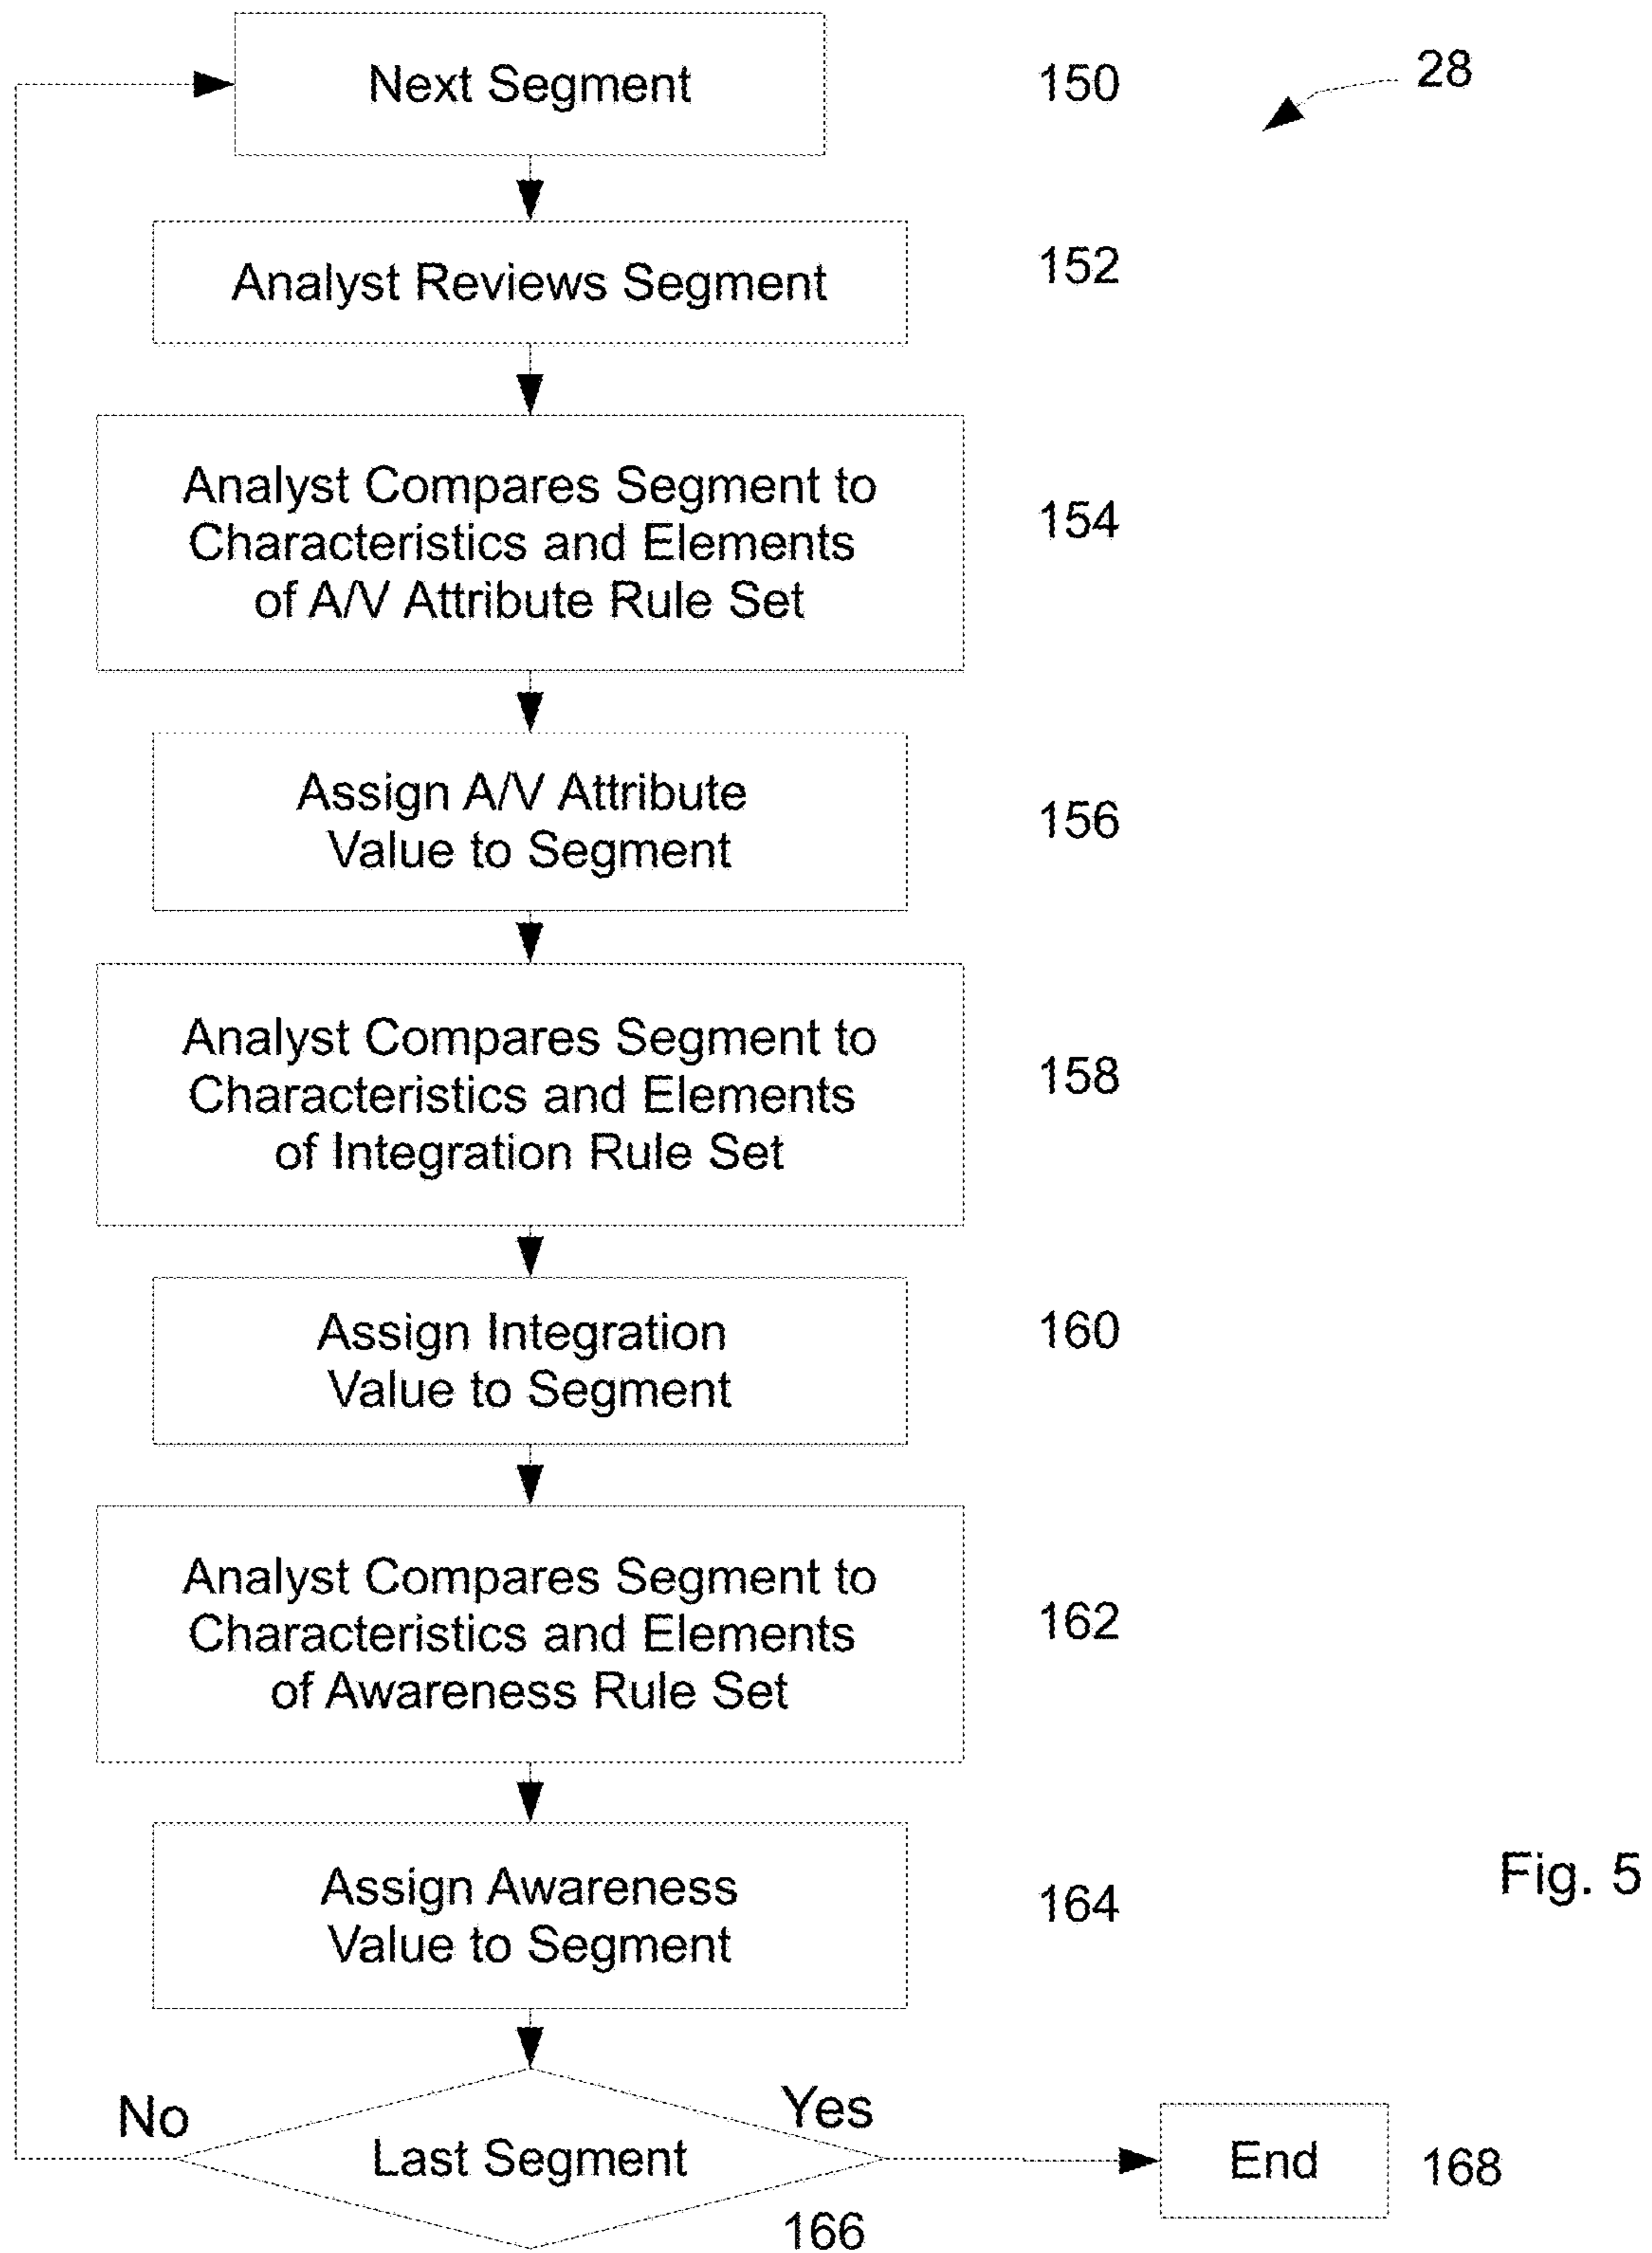 Next Segment
150
28
Analyst Reviews Segment
152
Analyst Compares Segment to
Characteristics and Elements
of A/V Attribute Rule Set
154
Assign A/V Attribute
Value to Segment
156
Analyst Compares Segment to
Characteristics and Elements
of Integration Rule Set
158
Assign Integration
Value to Segment
160
Analyst Compares Segment to
Characteristics and Elements
of Awareness Rule Set
162
Assign Awareness
Value to Segment
164
Fig. 5
No
Yes
Last Segment
166
End
168